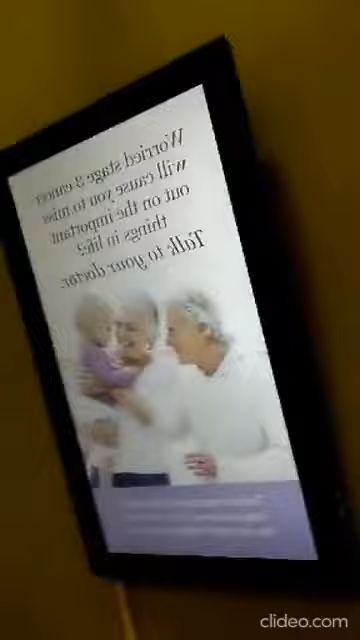 Worried stage 3 cancer
will cause you to miss
out on the important
things in life?
Talk to your doctor.
clideo.com